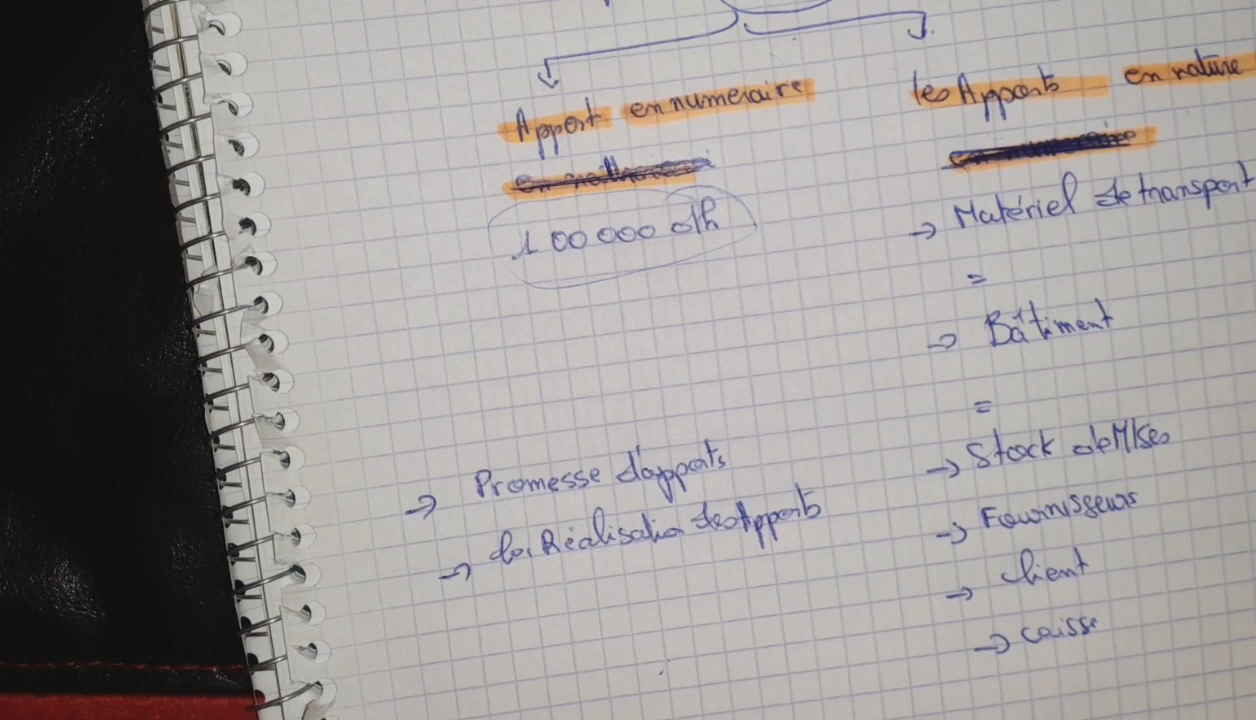 Apport en numeraire
100 000 dh
→ Promesse d'apports
→ la Réalisation des Apports
les Apports en nature
→ Matériel de transport
=
→ Bâtiment
=
→ Stock de Mses
→ Fournisseurs
→ client
→ caisse